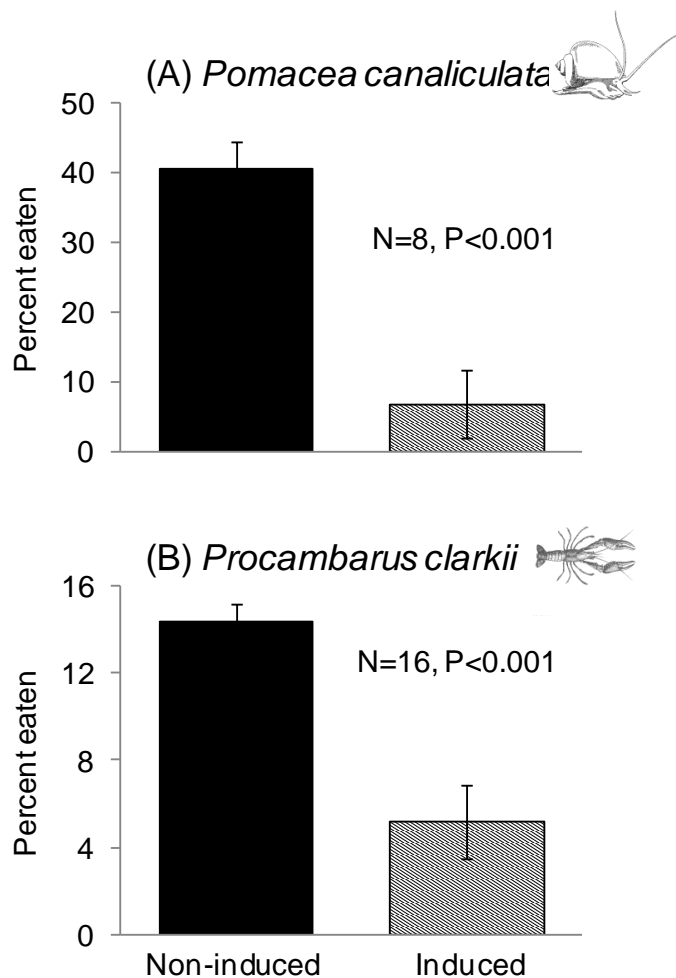 (A) Pomacea canaliculata
50
40
30
20
10
0
Percent eaten
N=8, P<0.001
(B) Procambarus clarkii
16
12
8
4
0
Percent eaten
N=16, P<0.001
Non-induced Induced